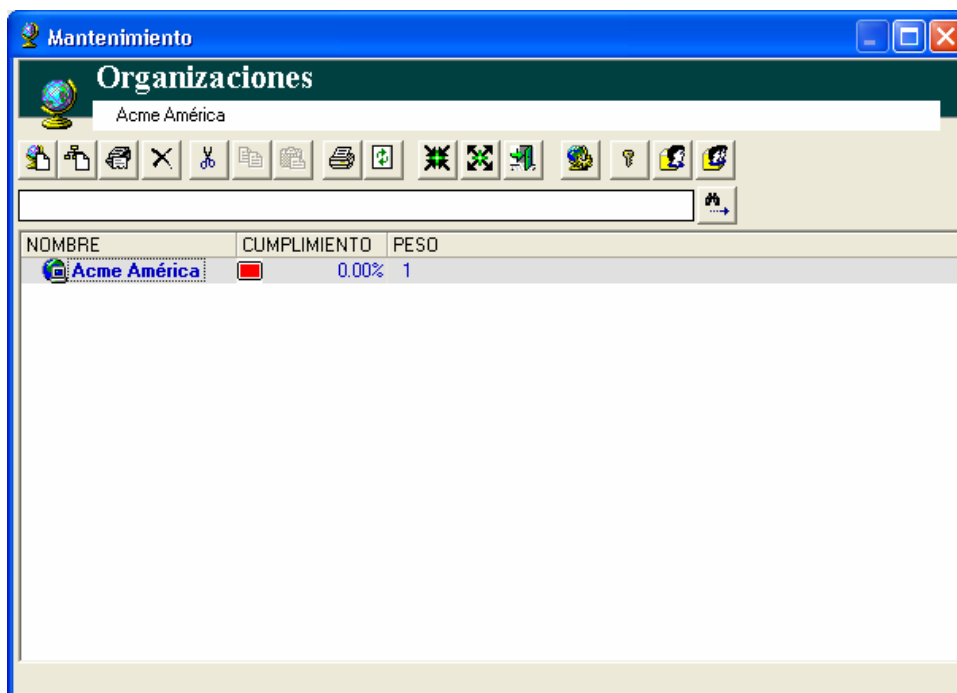 Mantenimiento
Organizaciones
Acme América
NOMBRE CUMPLIMIENTO PESO
Acme América 0.00% 1